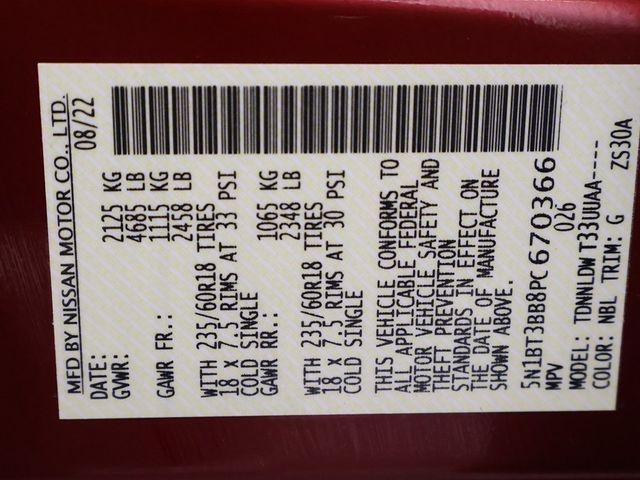 MFD BY NISSAN MOTOR CO., LTD.
DATE: 08/22
GVWR: 2125 KG
4685 LB
GAWR FR.: 1115 KG
2458 LB
WITH 235/60R18 TIRES
18 x 7.5 RIMS AT 33 PSI
COLD SINGLE
GAWR RR.: 1065 KG
2348 LB
WITH 235/60R18 TIRES
18 x 7.5 RIMS AT 30 PSI
COLD SINGLE
THIS VEHICLE CONFORMS TO
ALL APPLICABLE FEDERAL
MOTOR VEHICLE SAFETY AND
THEFT PREVENTION
STANDARDS IN EFFECT ON
THE DATE OF MANUFACTURE
SHOWN ABOVE.
5N1BT3BB8PC670366
MPV 026
MODEL: TDNNLDW T33UUAA----
COLOR: NBL TRIM: G ZS30A